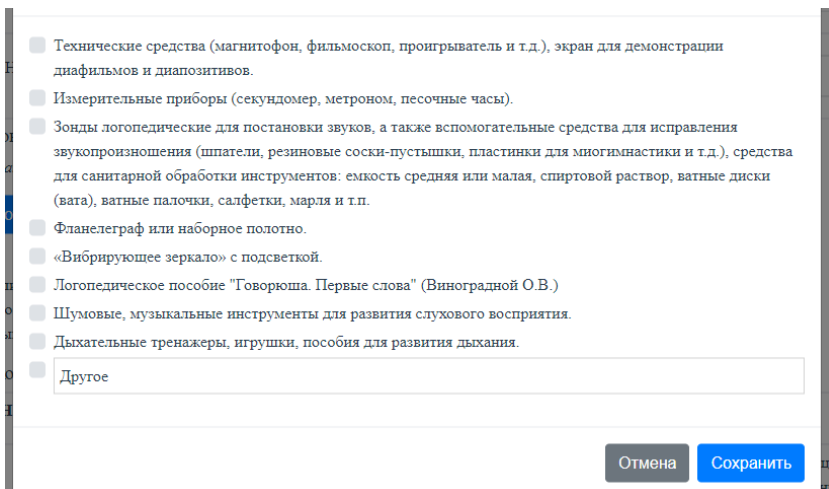 Технические средства (магнитофон, фильмоскоп, проигрыватель и т.д.), экран для демонстрации
диафильмов и диапозитивов.
Измерительные приборы (секундомер, метроном, песочные часы).
Зонды логопедические для постановки звуков, а также вспомогательные средства для исправления
звукопроизношения (шпатели, резиновые соски-пустышки, пластинки для миогимнастики и т.д.), средства
для санитарной обработки инструментов: емкость средняя или малая, спиртовой раствор, ватные диски
(вата), ватные палочки, салфетки, марля и т.п.
Фланелеграф или наборное полотно.
«Вибрирующее зеркало» с подсветкой.
Логопедическое пособие "Говорюша. Первые слова" (Виноградной О.В.)
Шумовые, музыкальные инструменты для развития слухового восприятия.
Дыхательные тренажеры, игрушки, пособия для развития дыхания.
Другое
Отмена Сохранить